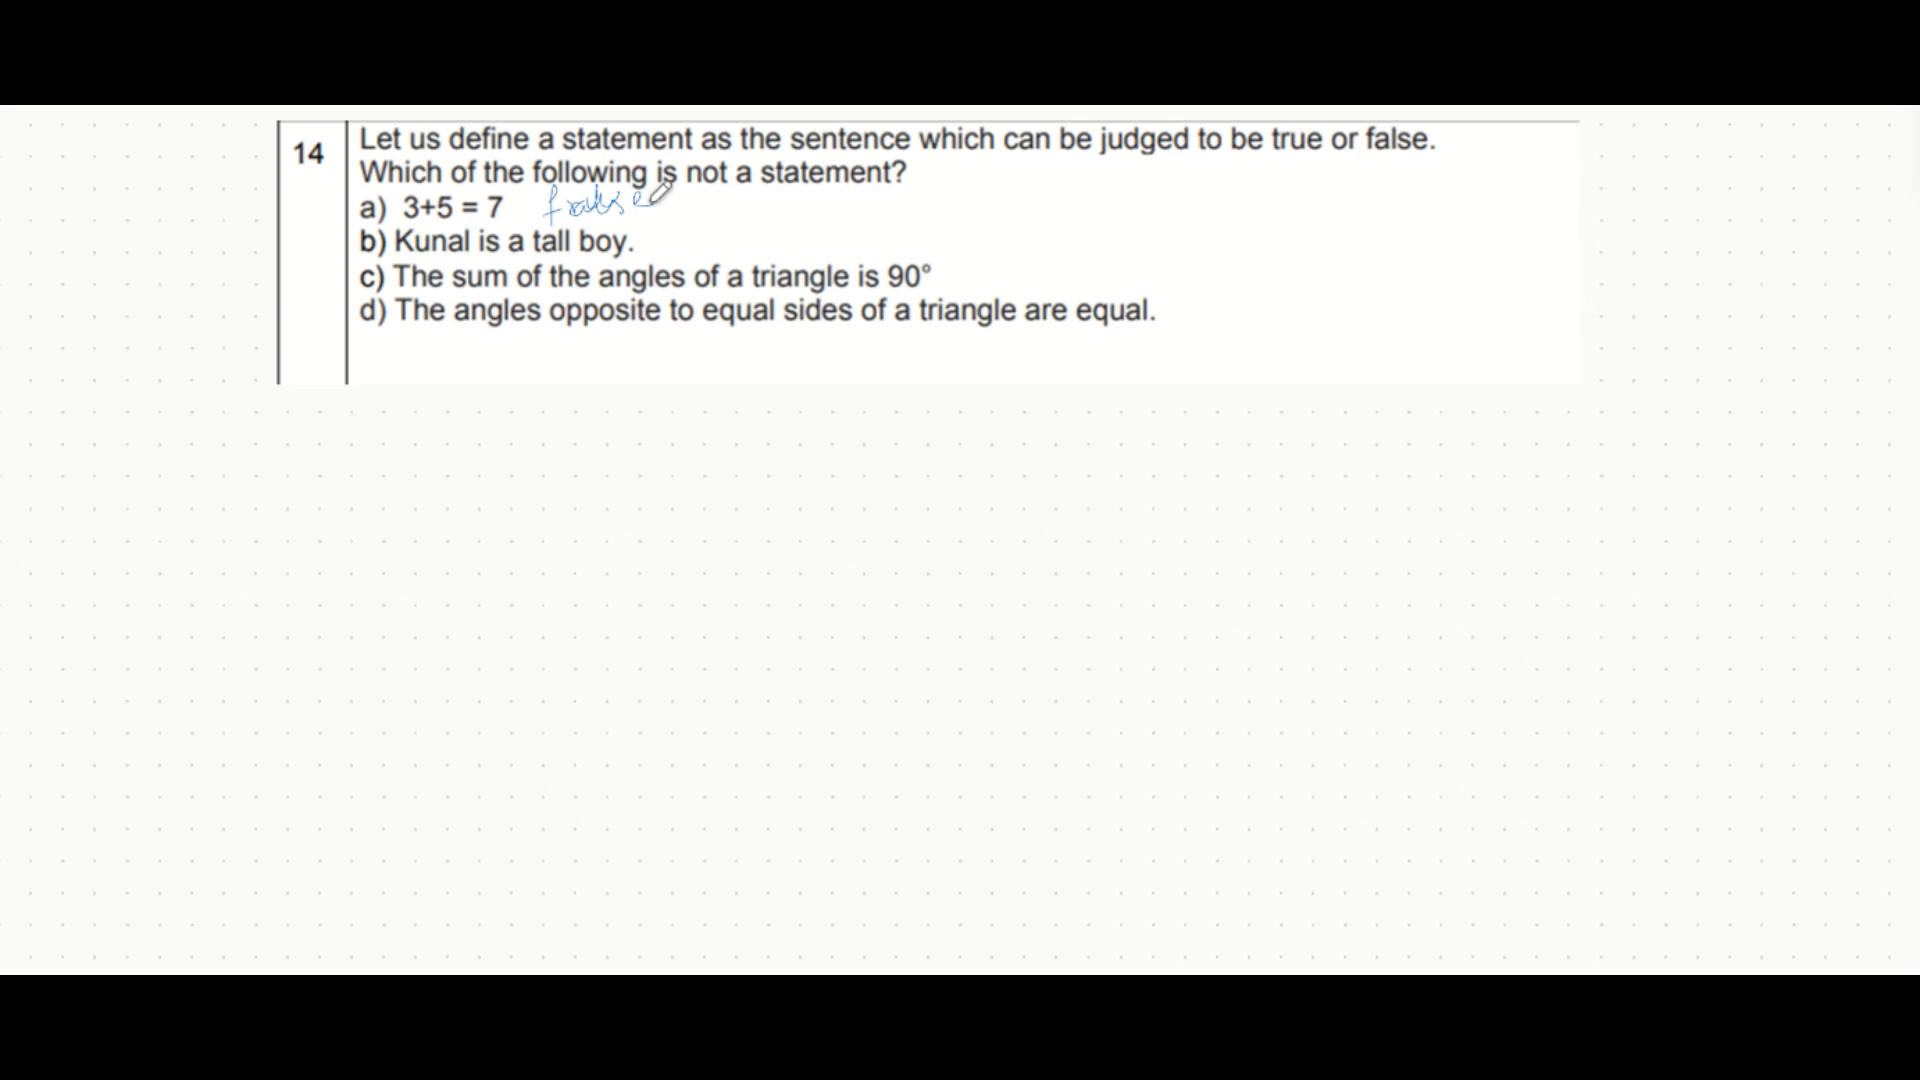 14
Let us define a statement as the sentence which can be judged to be true or false.
Which of the following is not a statement?
a) 3+5 = 7 false
b) Kunal is a tall boy.
c) The sum of the angles of a triangle is 90°
d) The angles opposite to equal sides of a triangle are equal.